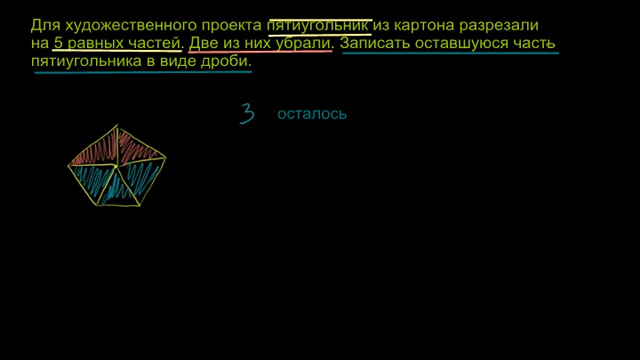 Для художественного проекта пятиугольник из картона разрезали
на 5 равных частей. Две из них убрали. Записать оставшуюся часть
пятиугольника в виде дроби.
3 осталось